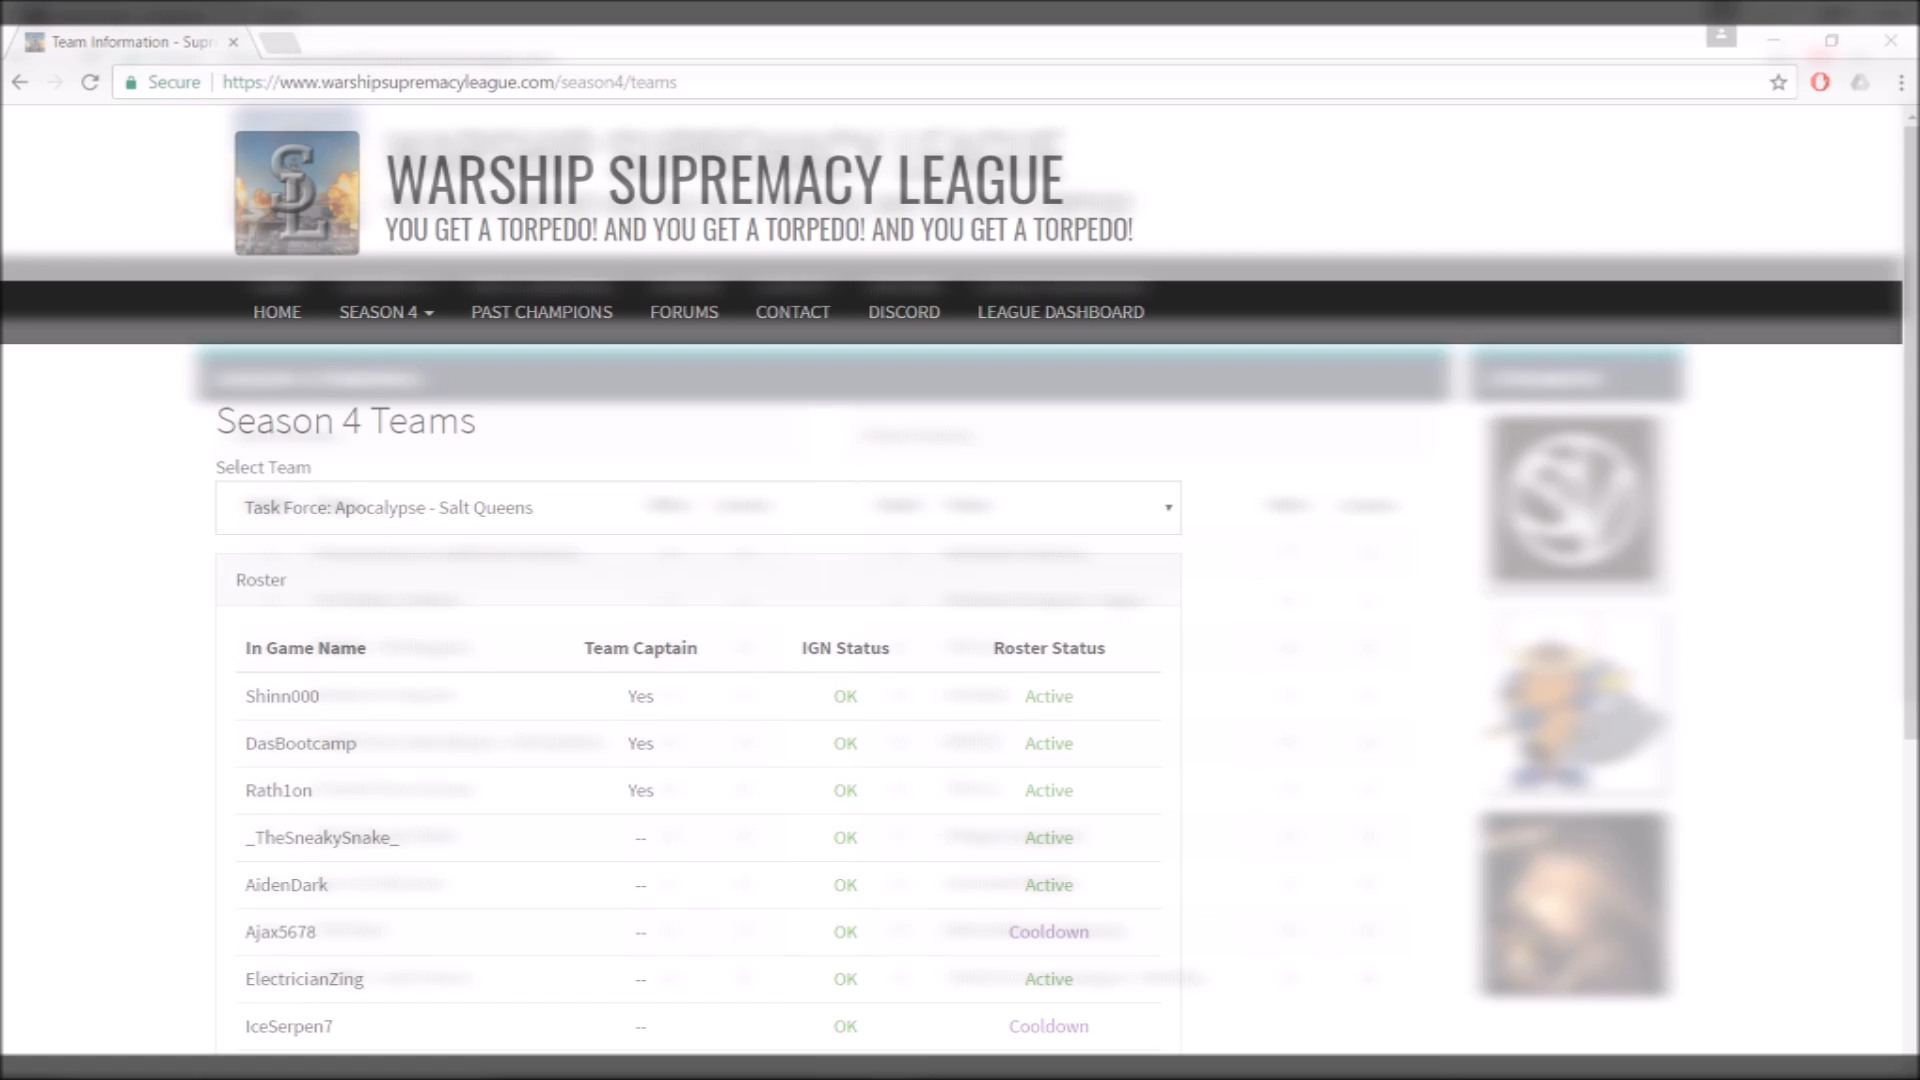 Team Information - Supr
Secure | https://www.warshipsupremacyleague.com/season4/teams
WARSHIP SUPREMACY LEAGUE
YOU GET A TORPEDO! AND YOU GET A TORPEDO! AND YOU GET A TORPEDO!
HOME SEASON 4 PAST CHAMPIONS FORUMS CONTACT DISCORD LEAGUE DASHBOARD
Season 4 Teams
Select Team
Task Force: Apocalypse - Salt Queens
Roster
In Game Name Team Captain IGN Status Roster Status
Shinn000 Yes OK Active
DasBootcamp Yes OK Active
Rath1on Yes OK Active
_TheSneakySnake_ -- OK Active
AidenDark -- OK Active
Ajax5678 -- OK Cooldown
ElectricianZing -- OK Active
IceSerpen7 -- OK Cooldown